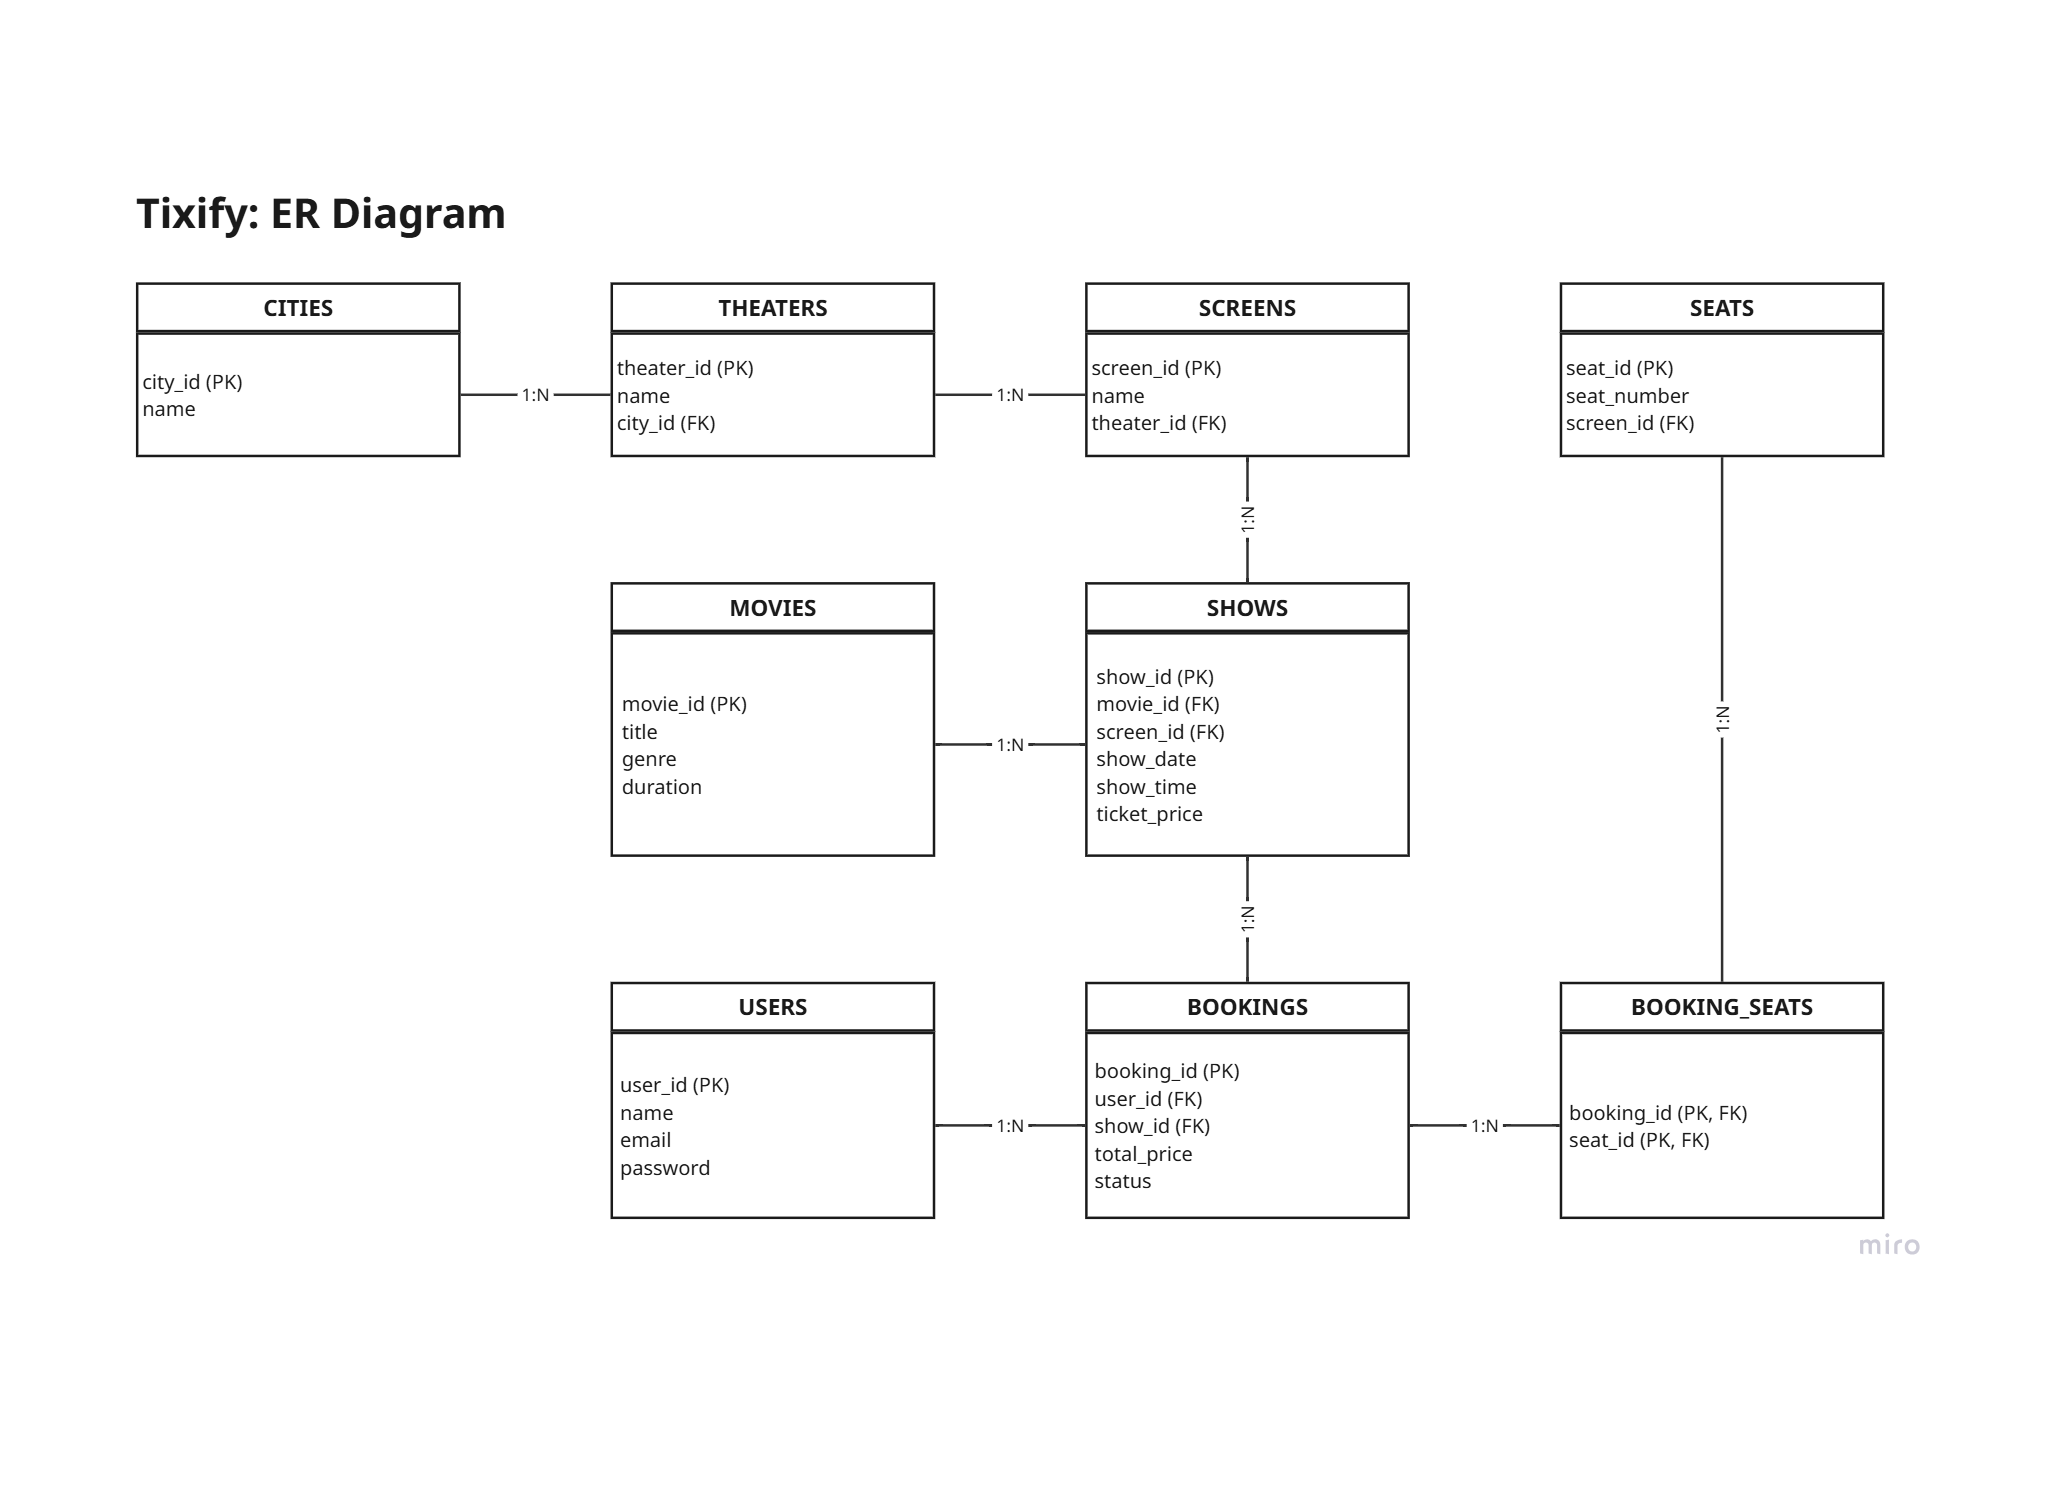 Tixify: ER Diagram
CITIES
city_id (PK)
name
1:N
THEATERS
theater_id (PK)
name
city_id (FK)
1:N
SCREENS
screen_id (PK)
name
theater_id (FK)
SEATS
seat_id (PK)
seat_number
screen_id (FK)
1:N
1:N
MOVIES
movie_id (PK)
title
genre
duration
1:N
SHOWS
show_id (PK)
movie_id (FK)
screen_id (FK)
show_date
show_time
ticket_price
1:N
USERS
user_id (PK)
name
email
password
1:N
BOOKINGS
booking_id (PK)
user_id (FK)
show_id (FK)
total_price
status
1:N
BOOKING_SEATS
booking_id (PK, FK)
seat_id (PK, FK)
miro